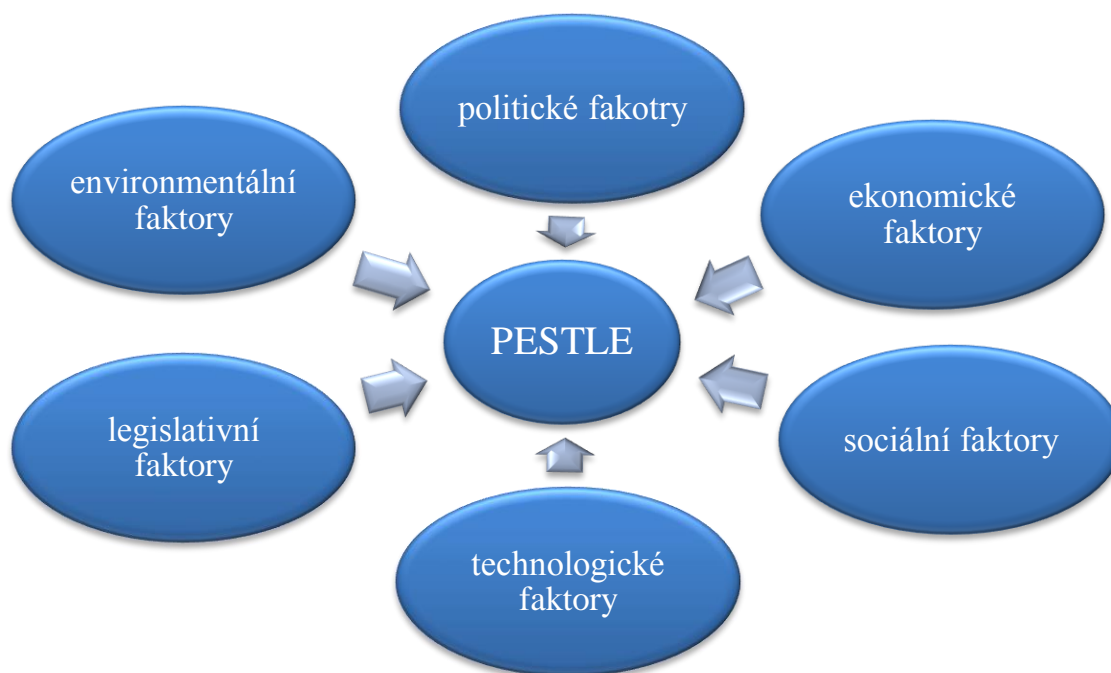 politické fakotry
environmentální
faktory
ekonomické
faktory
PESTLE
legislativní
faktory
sociální faktory
technologické
faktory